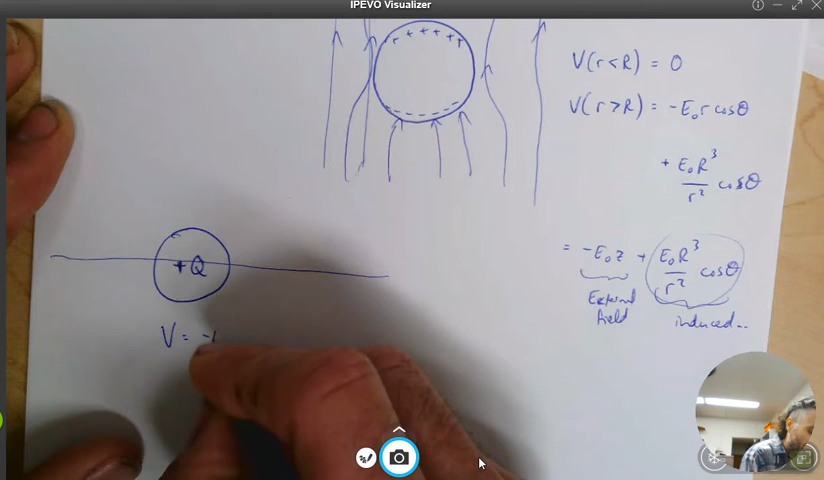 IPEVO Visualizer
+ + + + + +
- - - - - - -
V(r<R) = 0
V(r>R) = -E₀r cosθ
+ E₀R³/r² cosθ
= -E₀z + E₀R³/r² cosθ
External
field
induced...
+Q
V = -